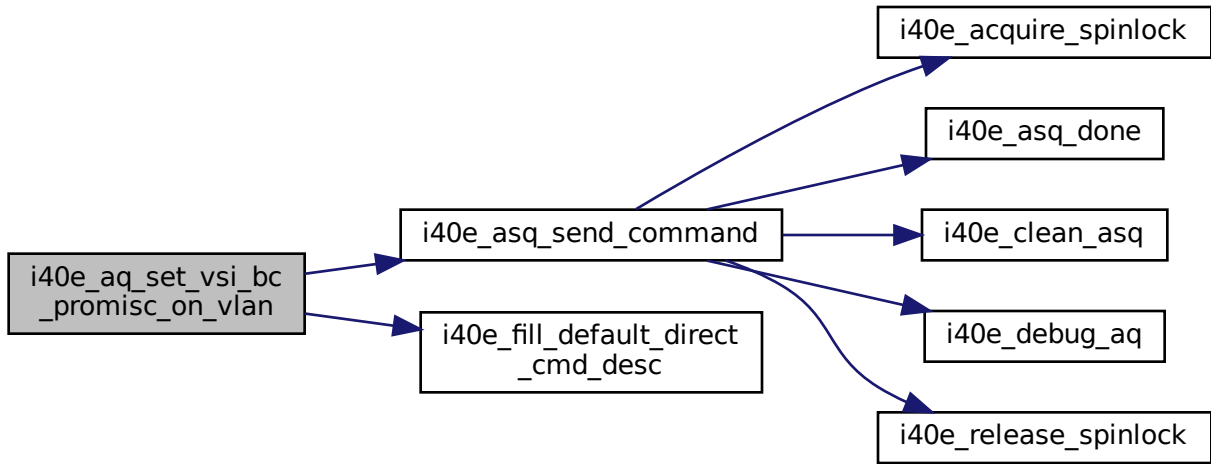 i40e_aq_set_vsi_bc
_promisc_on_vlan
i40e_asq_send_command
i40e_fill_default_direct
_cmd_desc
i40e_acquire_spinlock
i40e_asq_done
i40e_clean_asq
i40e_debug_aq
i40e_release_spinlock